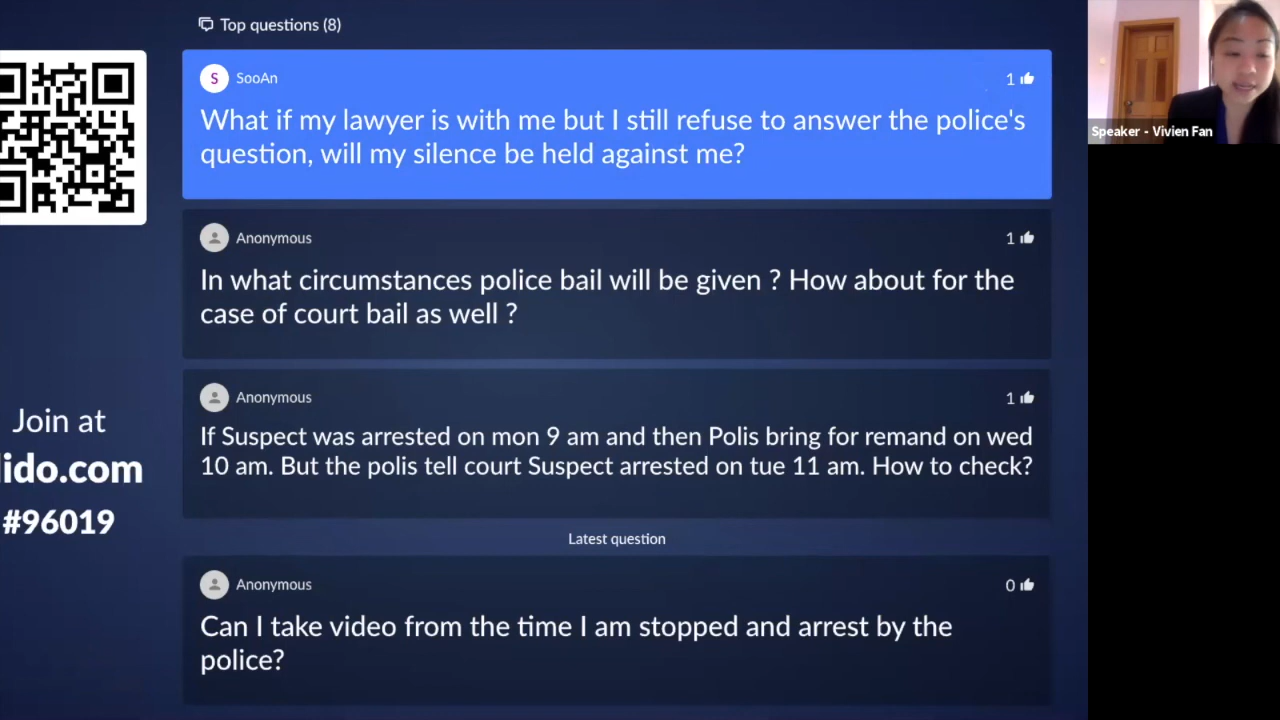 Top questions (8)
S
SooAn
1
What if my lawyer is with me but I still refuse to answer the police's
question, will my silence be held against me?
Anonymous
1
In what circumstances police bail will be given ? How about for the
case of court bail as well ?
Anonymous
1
If Suspect was arrested on mon 9 am and then Polis bring for remand on wed
10 am. But the polis tell court Suspect arrested on tue 11 am. How to check?
Latest question
Anonymous
0
Can I take video from the time I am stopped and arrest by the
police?
Join at
lido.com
#96019
Speaker - Vivien Fan